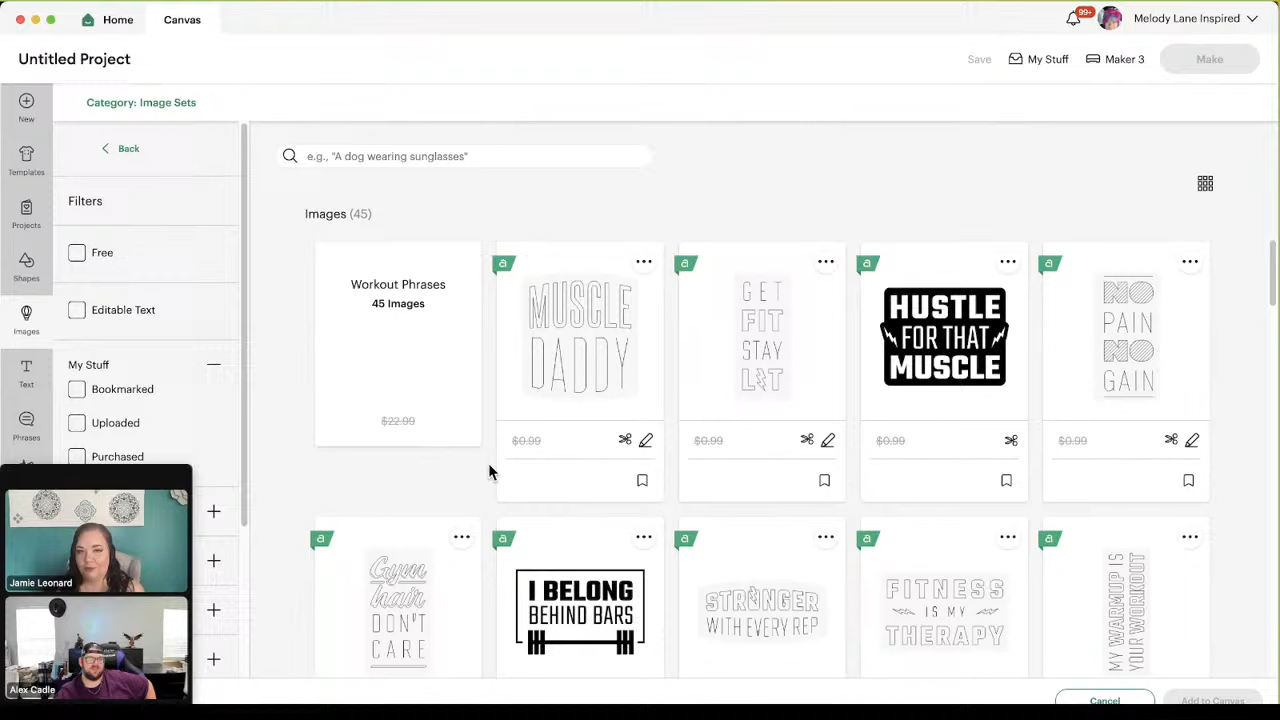 Home
Canvas
99+
Melody Lane Inspired
Untitled Project
Save
My Stuff
Maker 3
Make
New
Templates
Projects
Shapes
Images
Text
Phrases
Category: Image Sets
Back
Filters
Free
Editable Text
My Stuff
Bookmarked
Uploaded
Purchased
e.g., "A dog wearing sunglasses"
Images (45)
Workout Phrases
45 Images
$22.99
a
MUSCLE
DADDY
$0.99
a
GET
FIT
STAY
LIT
$0.99
a
HUSTLE
FOR THAT
MUSCLE
$0.99
a
NO
PAIN
NO
GAIN
$0.99
a
Gym
hair
DON'T
CARE
a
I BELONG
BEHIND BARS
a
STRONGER
WITH EVERY REP
a
FITNESS
IS MY
THERAPY
a
MY WARMUP IS
YOUR WORKOUT
Jamie Leonard
Alex Cadle
Cancel
Add to Canvas